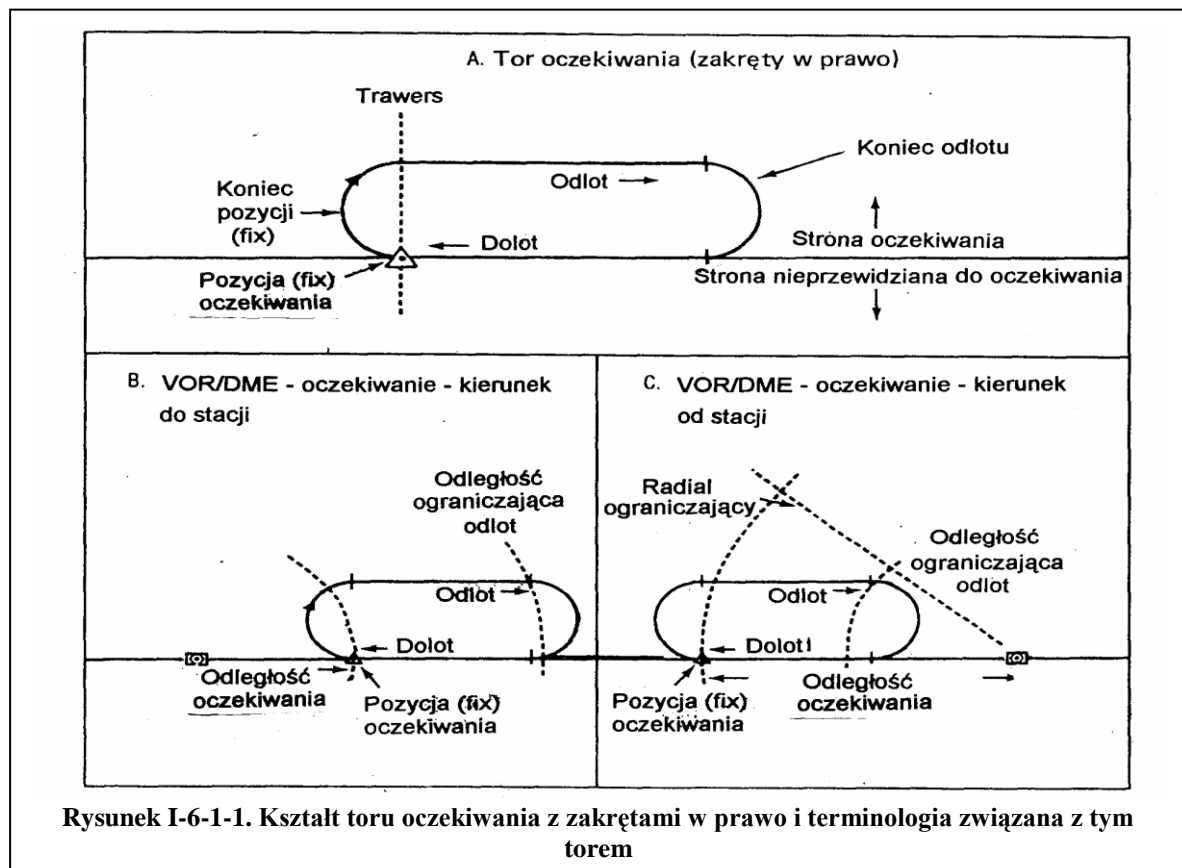 A. Tor oczekiwania (zakręty w prawo)
Trawers
Koniec odlotu
Odlot
Koniec
pozycji
(fix)
Dolot
Strona oczekiwania
Strona nieprzewidziana do oczekiwania
Pozycja (fix)
oczekiwania
B. VOR/DME - oczekiwanie - kierunek
do stacji
Odległość
ograniczająca
odlot
Odlot
Dolot
Odległość
oczekiwania
Pozycja (fix)
oczekiwania
C. VOR/DME - oczekiwanie - kierunek
od stacji
Radial
ograniczający
Odległość
ograniczająca
odlot
Odlot
Dolot
Pozycja (fix)
oczekiwania
Odległość
oczekiwania
Rysunek I-6-1-1. Kształt toru oczekiwania z zakrętami w prawo i terminologia związana z tym
torem